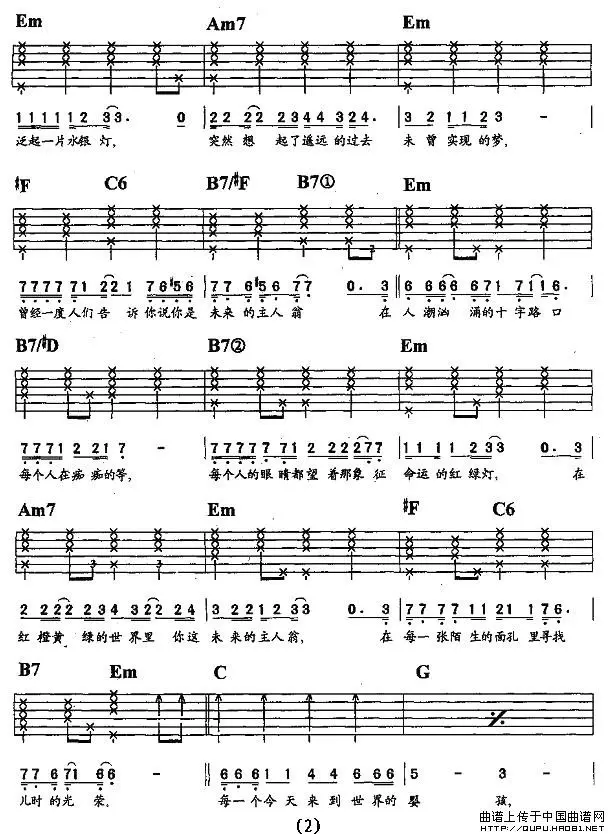 Em Am7 Em
1 1 1 1 1 2 3 3. 0 2 2 2 2 2 3 4 4 3 2 4. 3 2 1 1 2 3 –
泛起一片水银灯, 突然想起了遥远的过去 未曾实现的梦,
#F C6 B7/#F B7① Em
7 7 7 7 7 1 2 2 1 7 6 #5 6 7 7 6 #5 6 7 7 0. 3 6 6 6 6 6 7 1 7 1 1 6.
曾经一度人们告诉你说你是 未来的主人翁 在 人潮汹涌的十字路口
B7/#D B7② Em
7 7 7 1 2 2 1 7 – 7 7 7 7 7 7 1 2 2 2 2 7 7 1 1 1 1 2 3 3 0. 3
每个人在痴痴的等, 每个人的眼睛都望着那象征 命运的红绿灯, 在
Am7 Em #F C6
2 2 2 2 2 3 4 3 2 2 2 4 3 2 2 1 2 3 3 0. 3 7 7 7 7 1 1 2 1 1 7 6.
红橙黄绿的世界里你这 未来的主人翁, 在 每一张陌生的面孔里寻找
B7 Em C G
7 7 6 7 1 6 6 – 6 6 6 1 1 4 4 6 6 6 5 – 3 –
儿时的光荣, 每一个今天来到世界的婴 孩,
(2)
曲谱上传于中国曲谱网
HTTP://QUPU.HAO81.NET